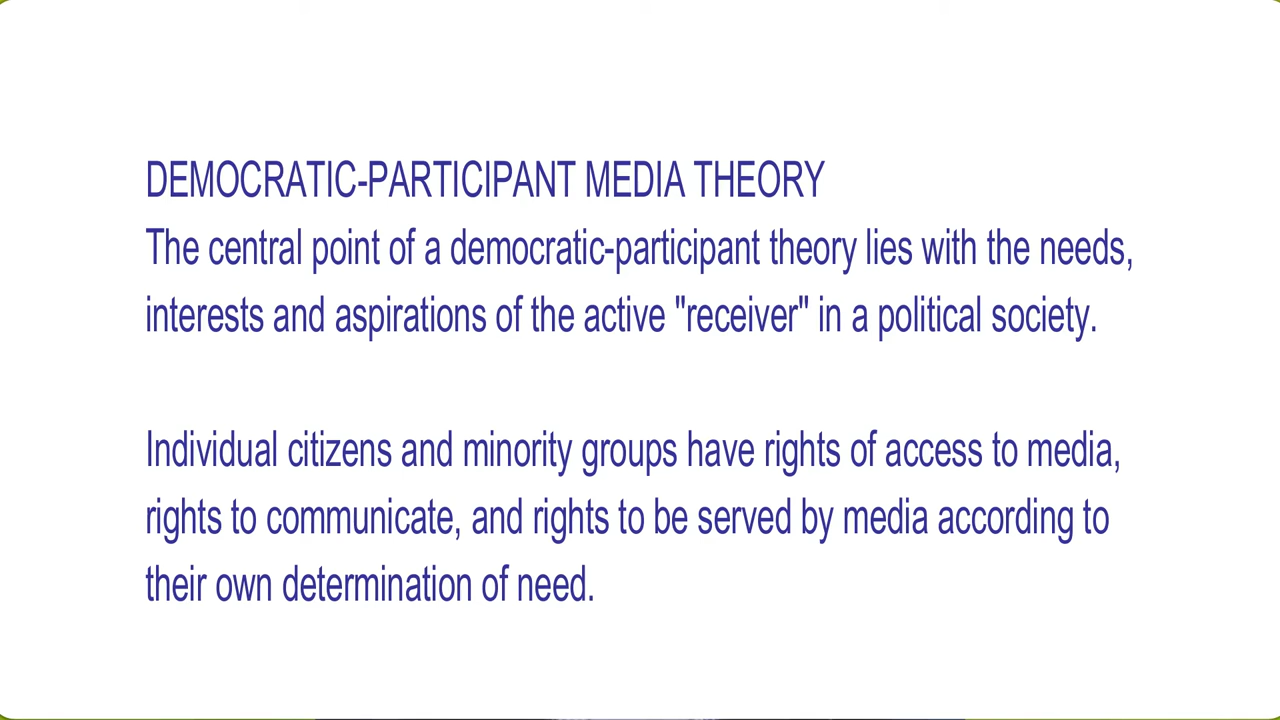 DEMOCRATIC-PARTICIPANT MEDIA THEORY
The central point of a democratic-participant theory lies with the needs,
interests and aspirations of the active "receiver" in a political society.
Individual citizens and minority groups have rights of access to media,
rights to communicate, and rights to be served by media according to
their own determination of need.